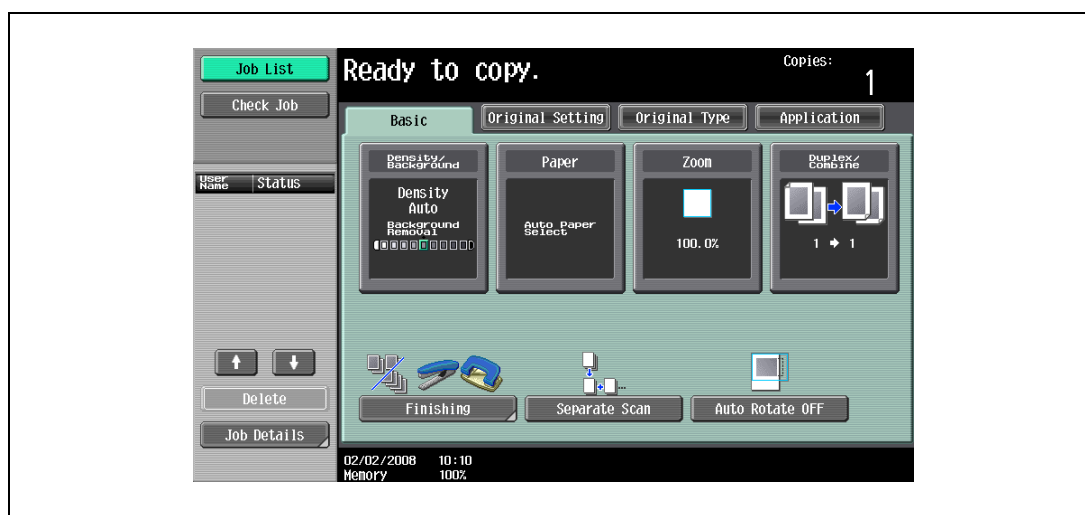 Job List
Check Job
User Name
Status
Delete
Job Details
Ready to copy.
Copies:
1
Basic
Original Setting
Original Type
Application
Density/
Background
Density
Auto
Background
Removal
Paper
Auto Paper
Select
Zoom
100.0%
Duplex/
Combine
1 → 1
Finishing
Separate Scan
Auto Rotate OFF
02/02/2008 10:10
Memory 100%